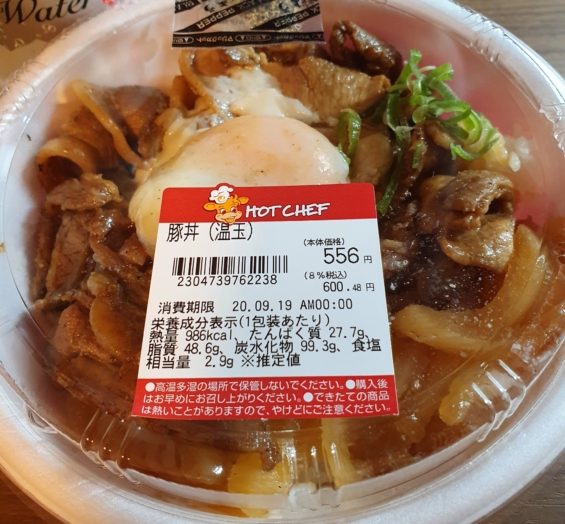 Water
PEPPER
HOT CHEF
豚丼(温玉)
(本体価格)
556円
(8%税込)
600.48円
2304739762238
消費期限 20.09.19 AM00:00
栄養成分表示(1包装あたり)
熱量 986kcal、たんぱく質 27.7g、
脂質 48.6g、炭水化物 99.3g、食塩
相当量 2.9g ※推定値
●高温多湿の場所で保管しないでください。●購入後
はお早めにお召し上がりください。●できたての商品
は熱いことがありますので、やけどにご注意ください。